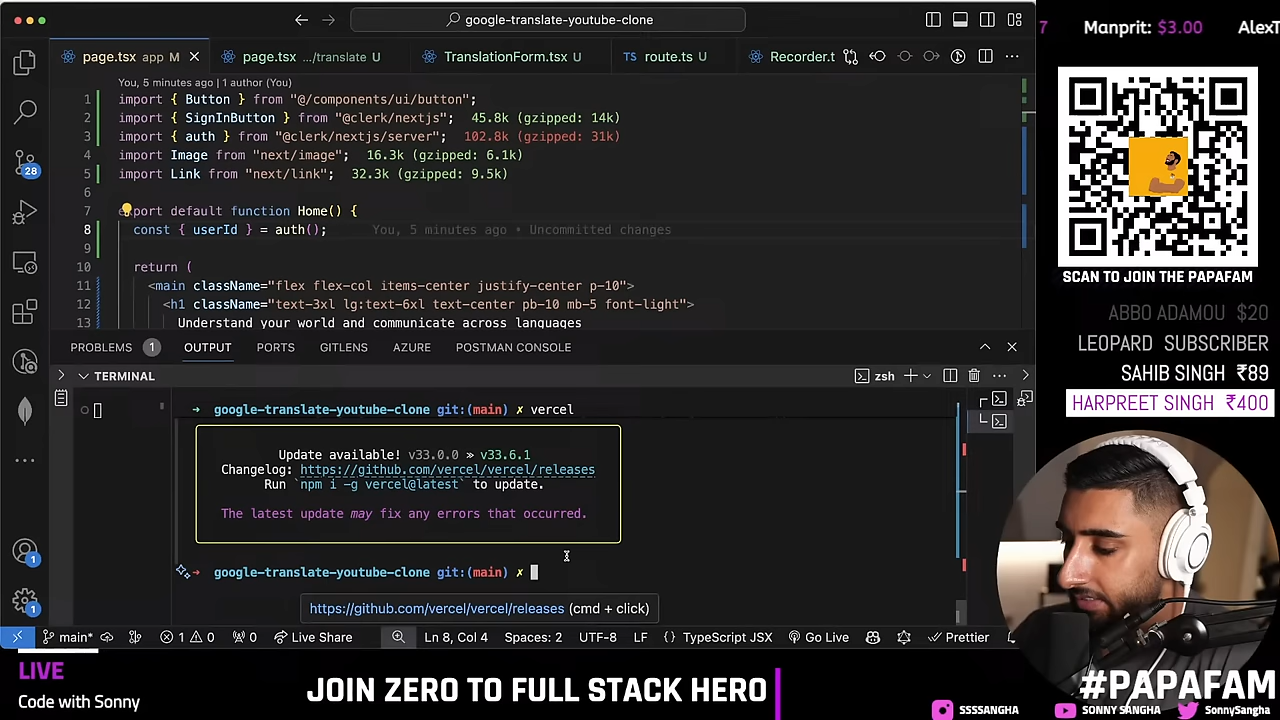 google-translate-youtube-clone
page.tsx app M
page.tsx .../translate U
TranslationForm.tsx U
route.ts U
Recorder.t
You, 5 minutes ago | 1 author (You)
1 import { Button } from "@/components/ui/button";
2 import { SignInButton } from "@clerk/nextjs"; 45.8k (gzipped: 14k)
3 import { auth } from "@clerk/nextjs/server"; 102.8k (gzipped: 31k)
4 import Image from "next/image"; 16.3k (gzipped: 6.1k)
5 import Link from "next/link"; 32.3k (gzipped: 9.5k)
6
7 export default function Home() {
8 const { userId } = auth(); You, 5 minutes ago • Uncommitted changes
9
10 return (
11 <main className="flex flex-col items-center justify-center p-10">
12 <h1 className="text-3xl lg:text-6xl text-center pb-10 mb-5 font-light">
13 Understand your world and communicate across languages
28
PROBLEMS 1 OUTPUT PORTS GITLENS AZURE POSTMAN CONSOLE
TERMINAL
zsh
→ google-translate-youtube-clone git:(main) ✗ vercel
Update available! v33.0.0 » v33.6.1
Changelog: https://github.com/vercel/vercel/releases
Run `npm i -g vercel@latest` to update.
The latest update may fix any errors that occurred.
→ google-translate-youtube-clone git:(main) ✗
https://github.com/vercel/vercel/releases (cmd + click)
1
1
main* 1 0 0 Live Share Ln 8, Col 4 Spaces: 2 UTF-8 LF {} TypeScript JSX Go Live Prettier
7 Manprit: $3.00 AlexT
SCAN TO JOIN THE PAPAFAM
ABBO ADAMOU $20
LEOPARD SUBSCRIBER
SAHIB SINGH ₹89
HARPREET SINGH ₹400
LIVE
Code with Sonny
JOIN ZERO TO FULL STACK HERO
#PAPAFAM
SSSSANGHA SONNY SANGHA SonnySangha